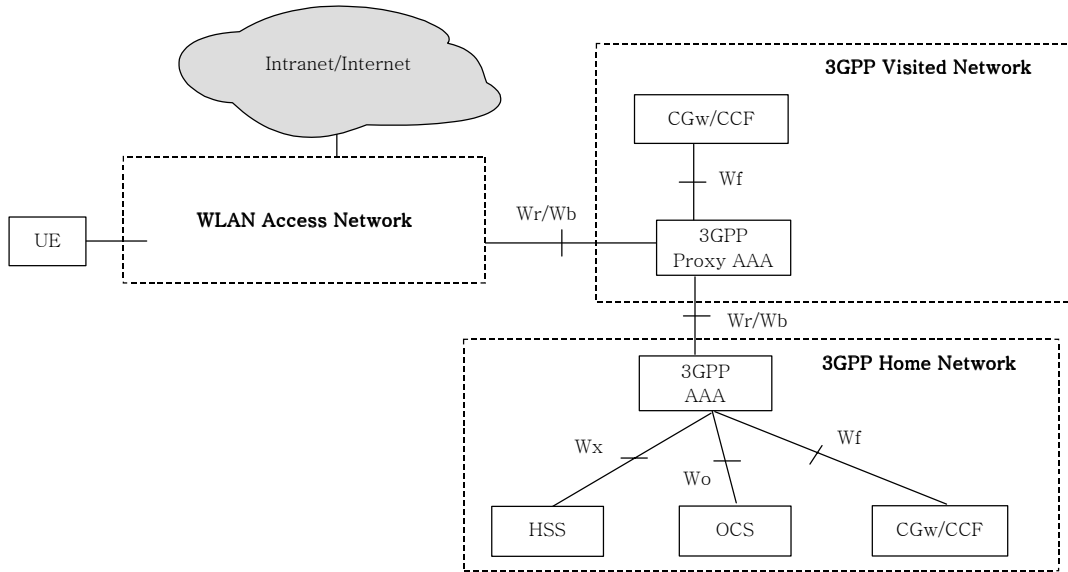 Intranet/Internet
3GPP Visited Network
CGw/CCF
Wf
WLAN Access Network
UE
Wr/Wb
3GPP
Proxy AAA
Wr/Wb
3GPP Home Network
3GPP
AAA
Wx
Wo
Wf
HSS
OCS
CGw/CCF